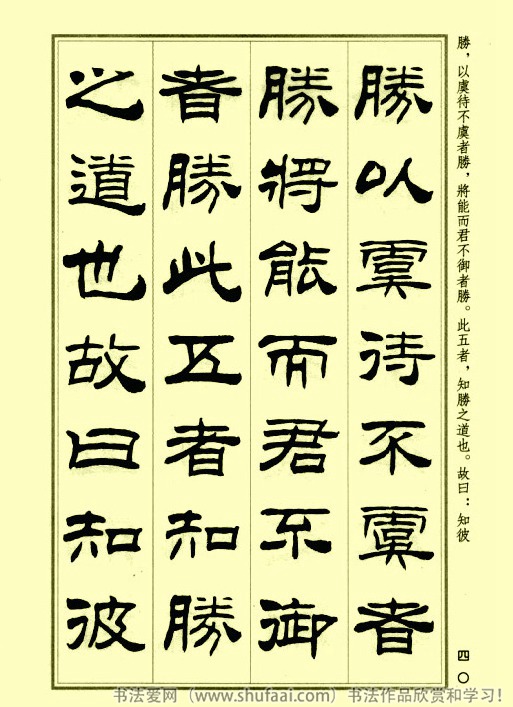 勝，以虞待不虞者勝，將能而君不御者勝。此五者，知勝之道也。故曰：知彼
勝以虞待不虞者
勝將能而君不御
者勝此五者知勝
之道也故曰知彼
四〇
书法爱网（www.shufaai.com）书法作品欣赏和学习！